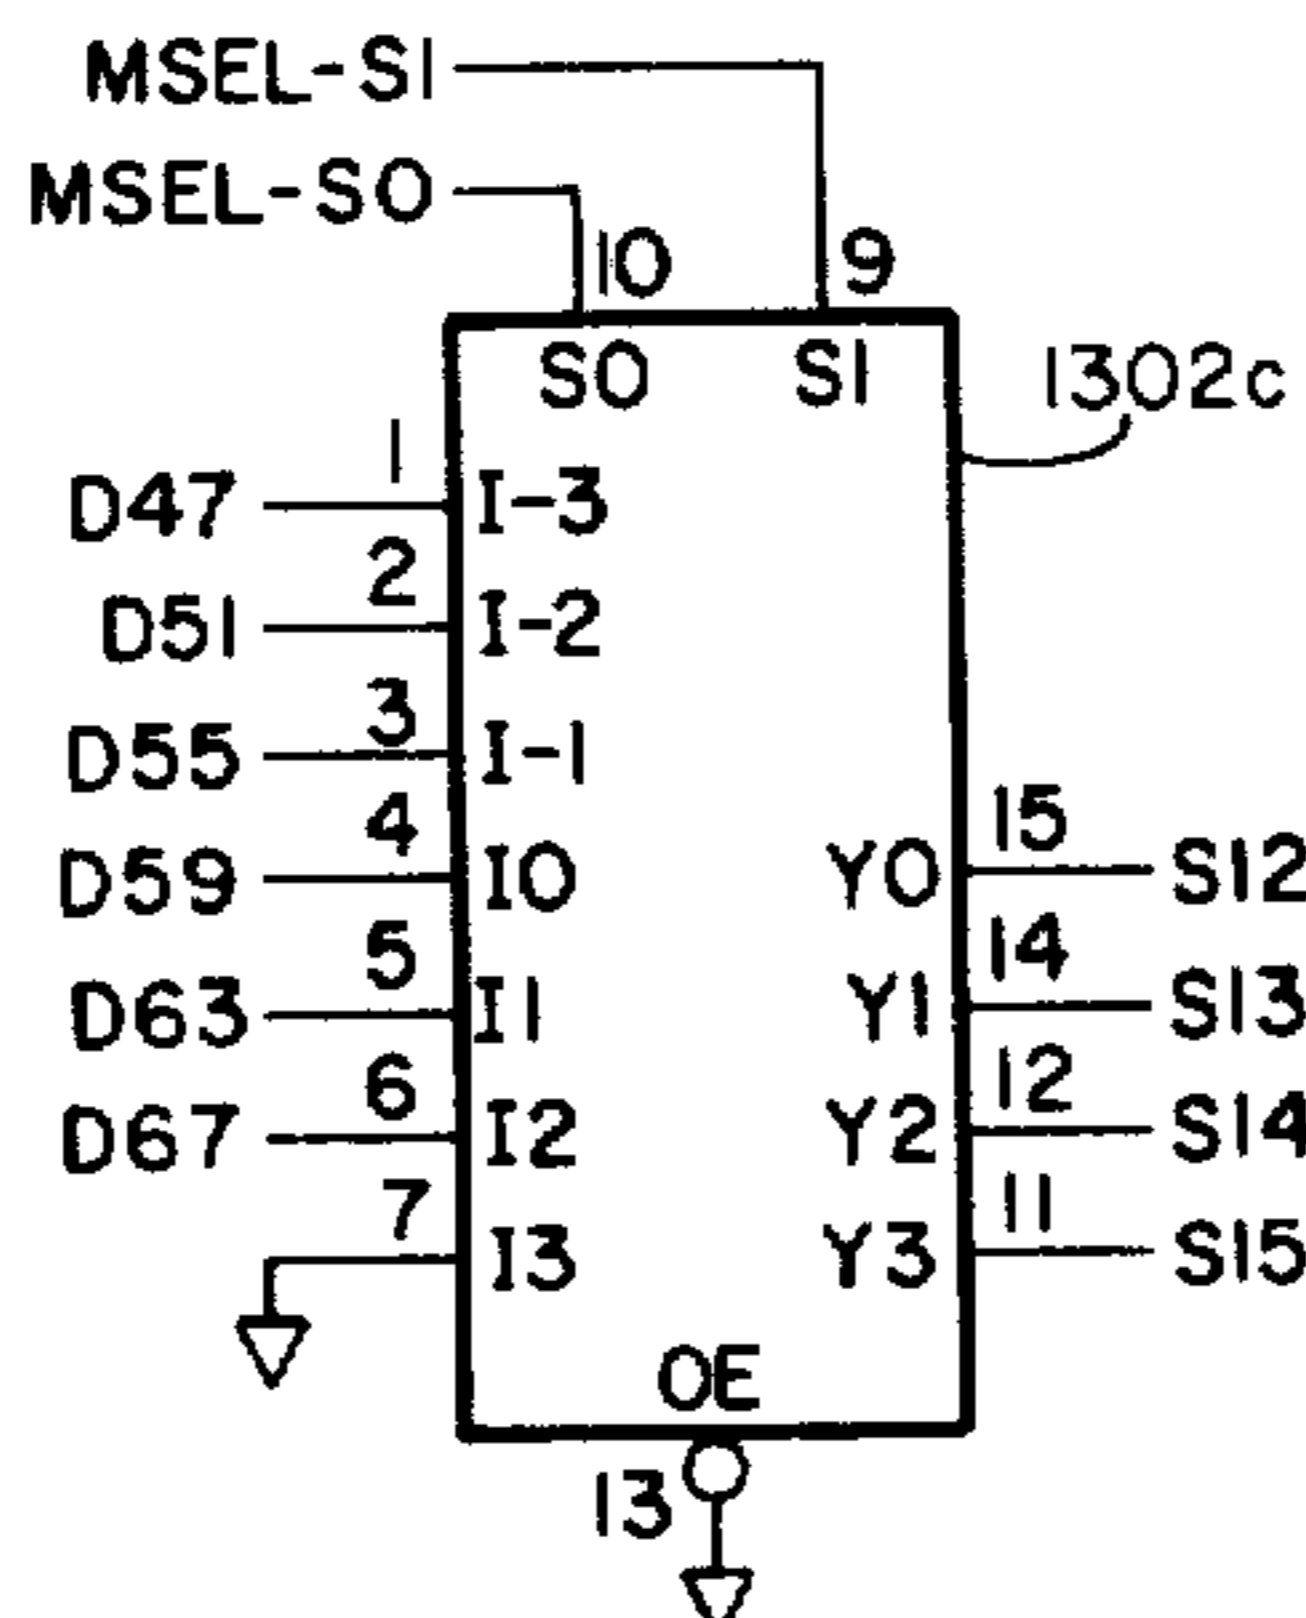 MSEL-S1
MSEL-S0
10 9
S0 S1
1302c
D47 1 I-3
D51 2 I-2
D55 3 I-1
D59 4 I0 Y0 15 S12
D63 5 I1 Y1 14 S13
D67 6 I2 Y2 12 S14
7 I3 Y3 11 S15
OE
13